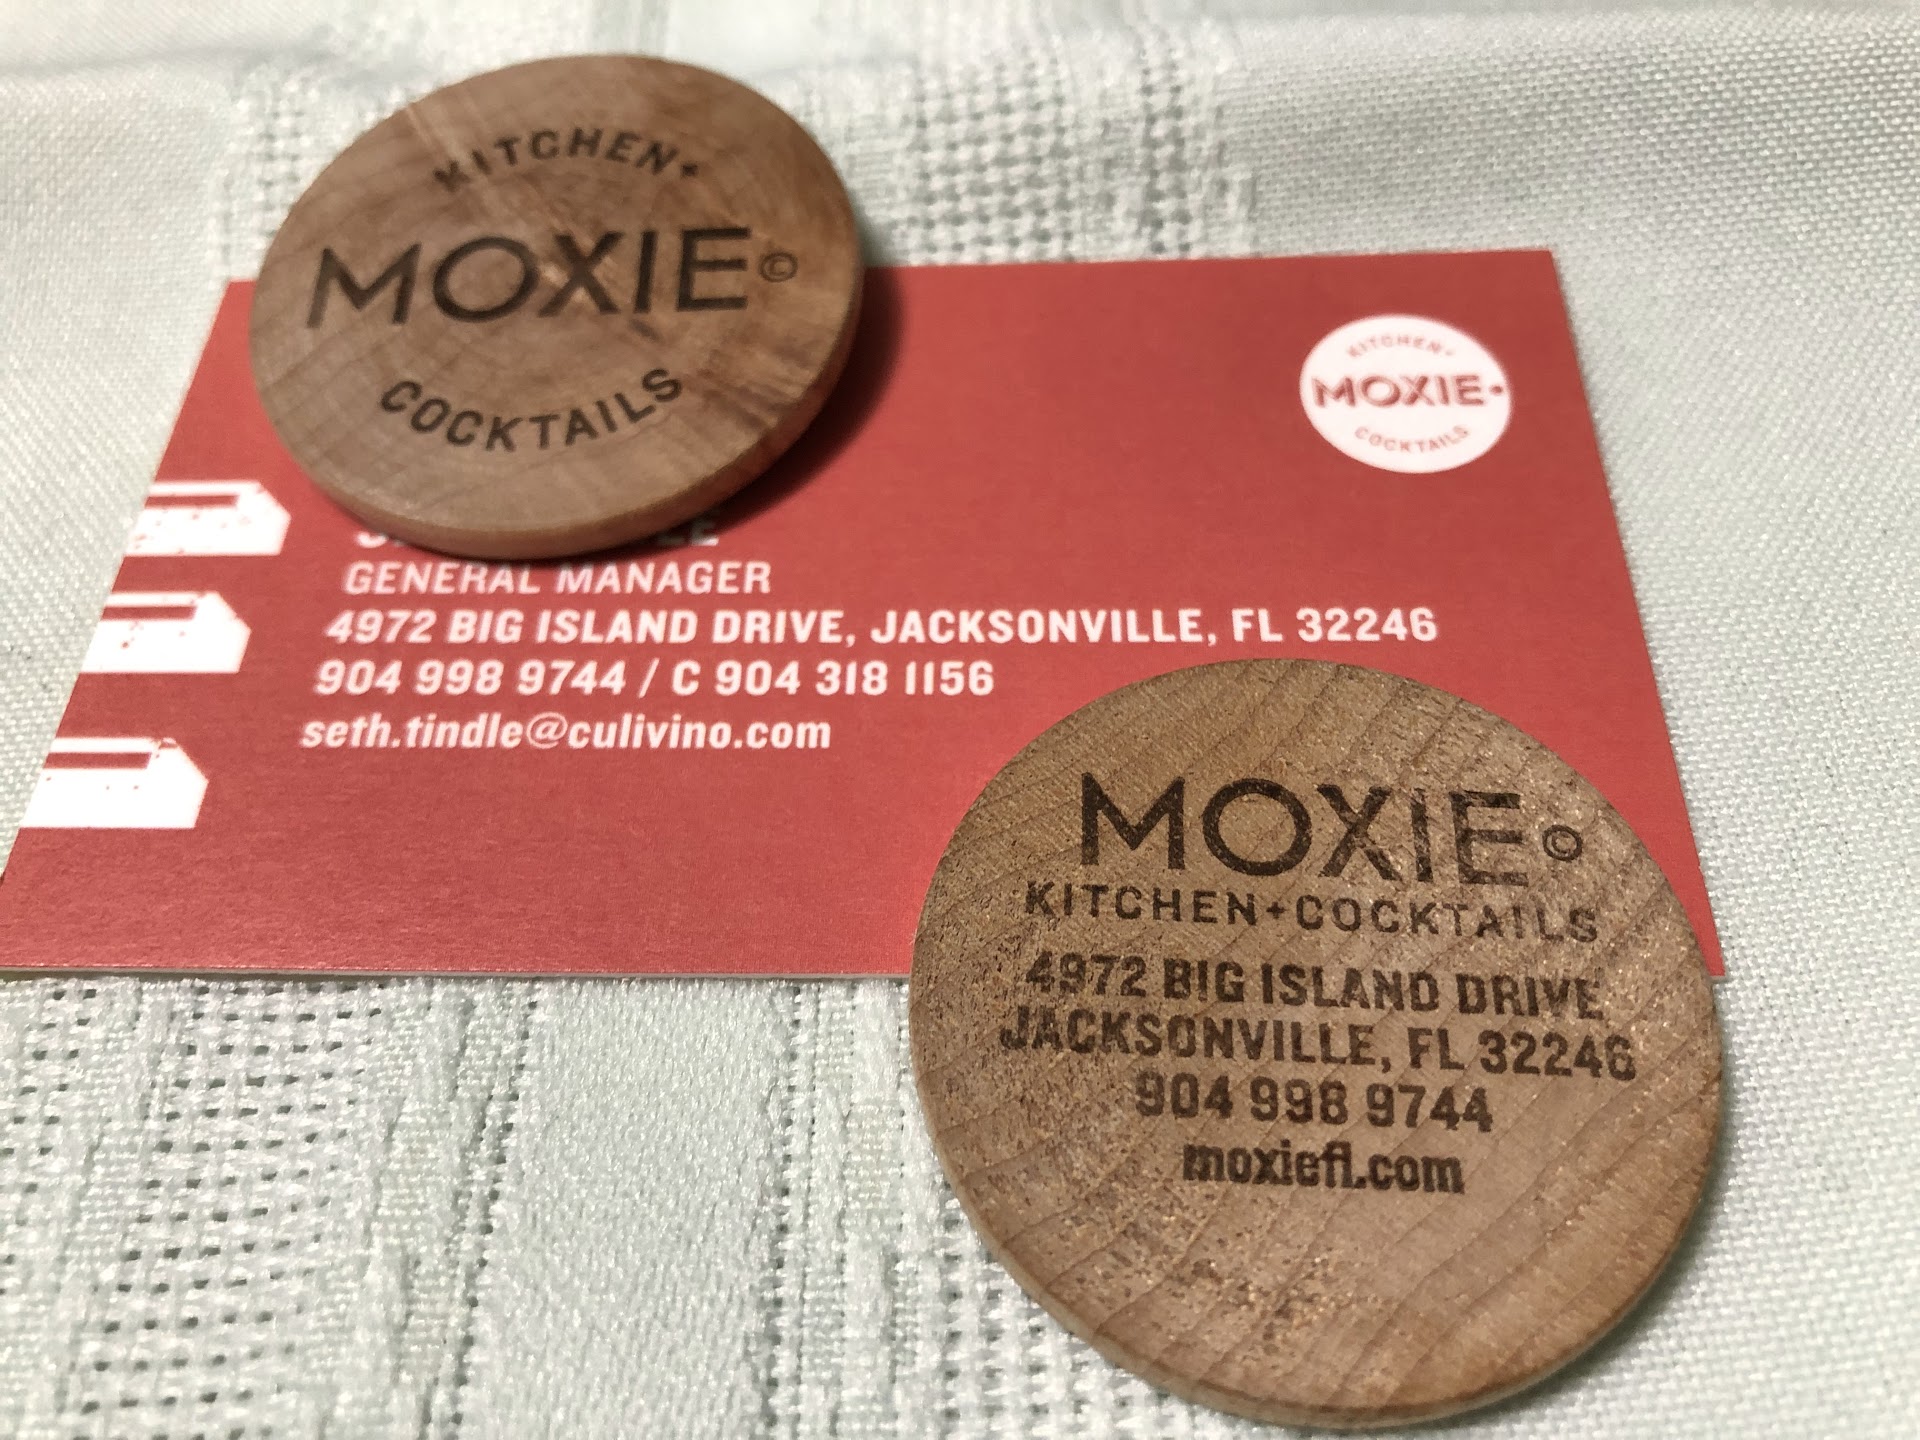 KITCHEN+
MOXIE©
COCKTAILS
KITCHEN+
MOXIE
COCKTAILS
GENERAL MANAGER
4972 BIG ISLAND DRIVE, JACKSONVILLE, FL 32246
904 998 9744 / C 904 318 1156
seth.tindle@culivino.com
MOXIE©
KITCHEN+COCKTAILS
4972 BIG ISLAND DRIVE
JACKSONVILLE, FL 32246
904 998 9744
moxiefl.com